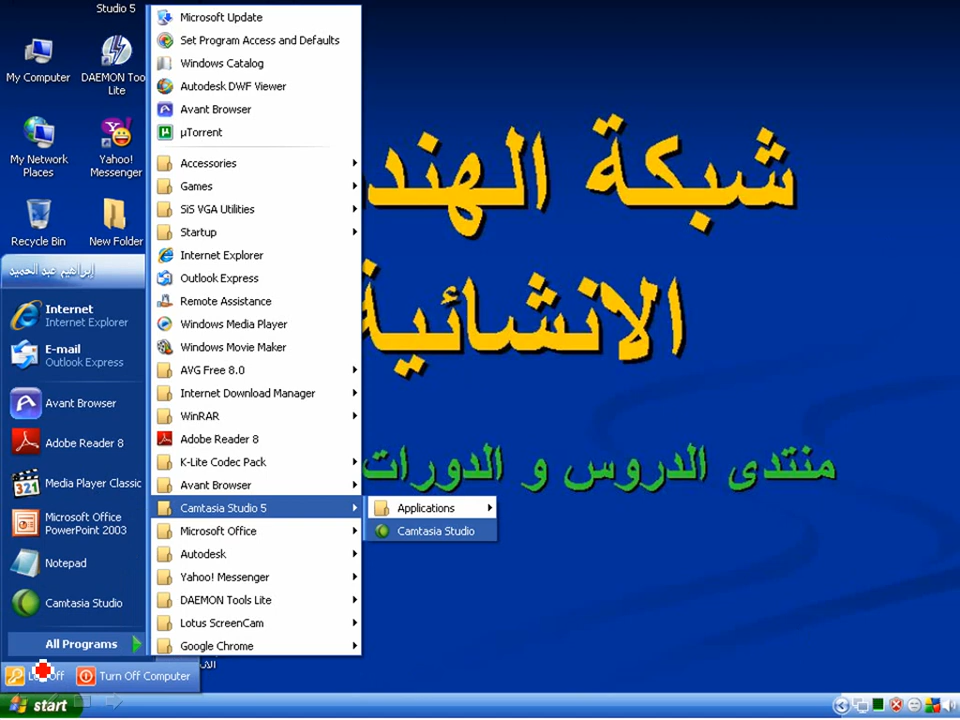 Studio 5
My Computer
DAEMON Too
Lite
My Network
Places
Yahoo!
Messenger
Recycle Bin
New Folder
إبراهيم عبد الحميد
Internet
Internet Explorer
E-mail
Outlook Express
Avant Browser
Adobe Reader 8
Media Player Classic
Microsoft Office
PowerPoint 2003
Notepad
Camtasia Studio
All Programs
Turn Off Computer
start
Microsoft Update
Set Program Access and Defaults
Windows Catalog
Autodesk DWF Viewer
Avant Browser
µTorrent
Accessories
Games
SiS VGA Utilities
Startup
Internet Explorer
Outlook Express
Remote Assistance
Windows Media Player
Windows Movie Maker
AVG Free 8.0
Internet Download Manager
WinRAR
Adobe Reader 8
K-Lite Codec Pack
Avant Browser
Camtasia Studio 5
Microsoft Office
Autodesk
Yahoo! Messenger
DAEMON Tools Lite
Lotus ScreenCam
Google Chrome
Applications
Camtasia Studio
شبكة الهند
الانشائية
منتدى الدروس و الدورات